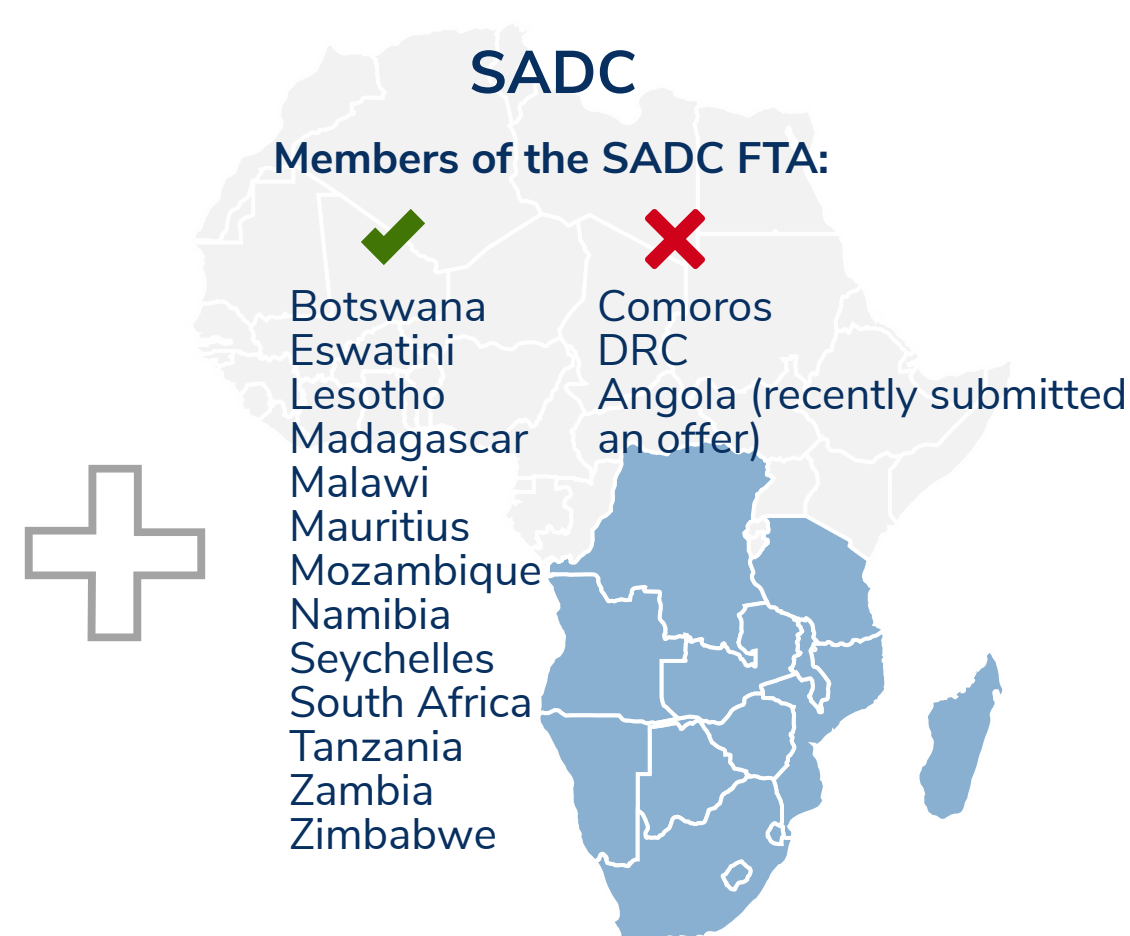 SADC
Members of the SADC FTA:
Botswana
Eswatini
Lesotho
Madagascar
Malawi
Mauritius
Mozambique
Namibia
Seychelles
South Africa
Tanzania
Zambia
Zimbabwe
Comoros
DRC
Angola (recently submitted
an offer)